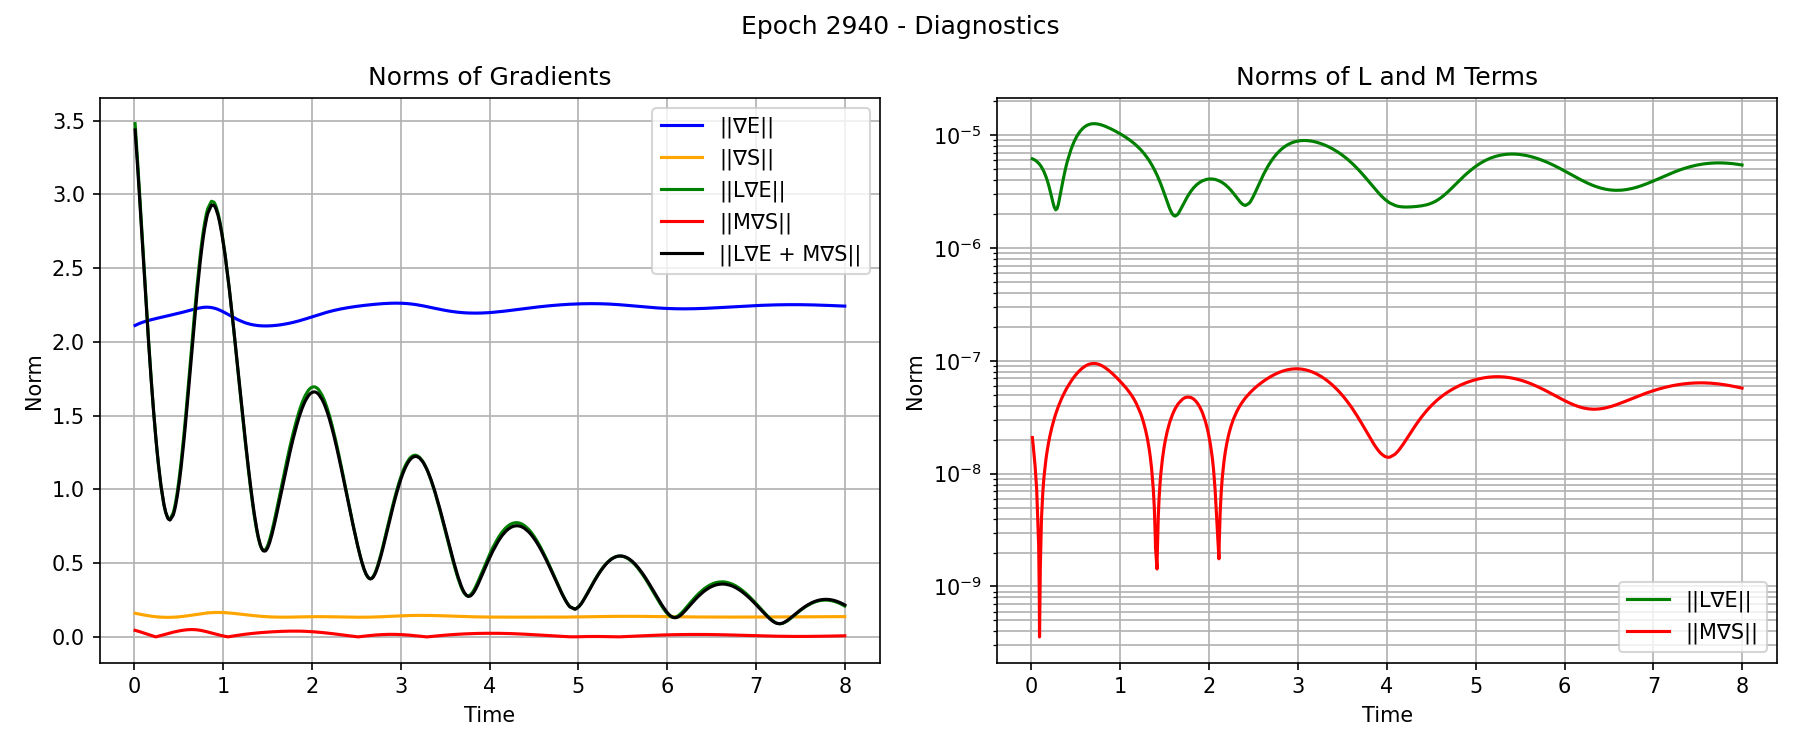 Epoch 2940 - Diagnostics
Norms of Gradients
Norm
3.5
3.0
2.5
2.0
1.5
1.0
0.5
0.0
||∇E||
||∇S||
||L∇E||
||M∇S||
||L∇E + M∇S||
0 1 2 3 4 5 6 7 8
Time
Norms of L and M Terms
Norm
10⁻⁵
10⁻⁶
10⁻⁷
10⁻⁸
10⁻⁹
||L∇E||
||M∇S||
0 1 2 3 4 5 6 7 8
Time